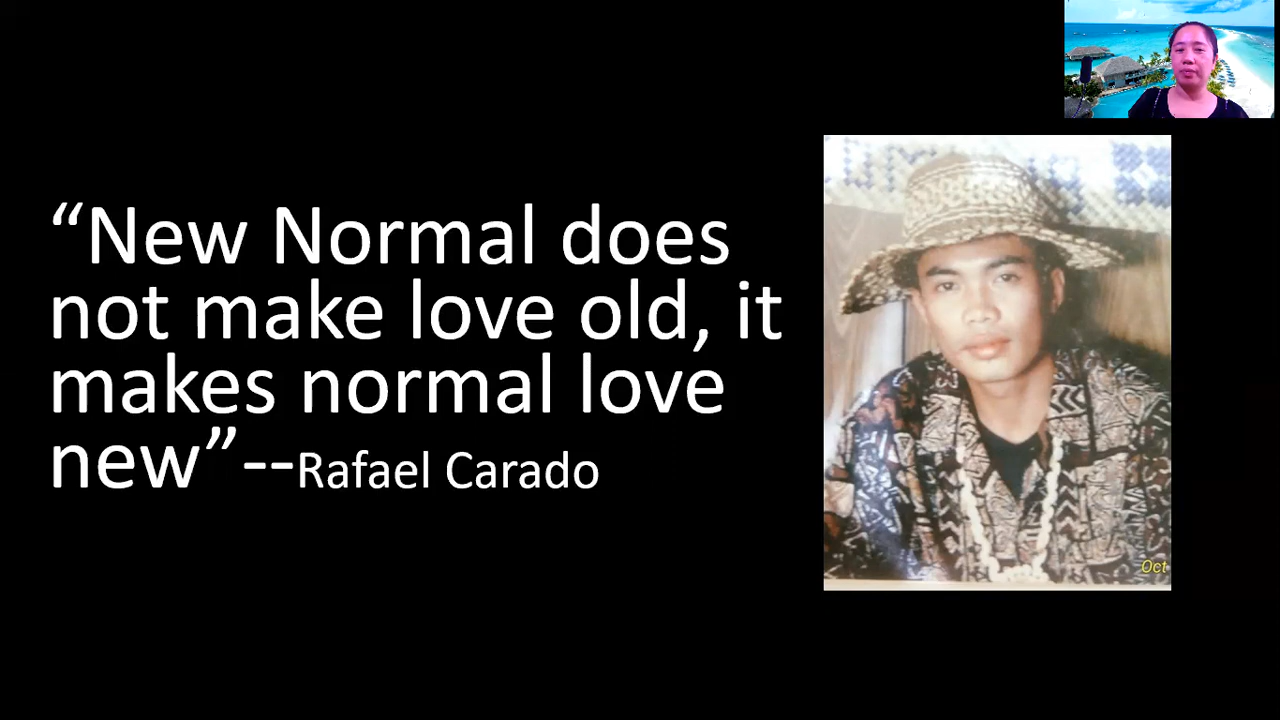 “New Normal does
not make love old, it
makes normal love
new”--Rafael Carado
Oct